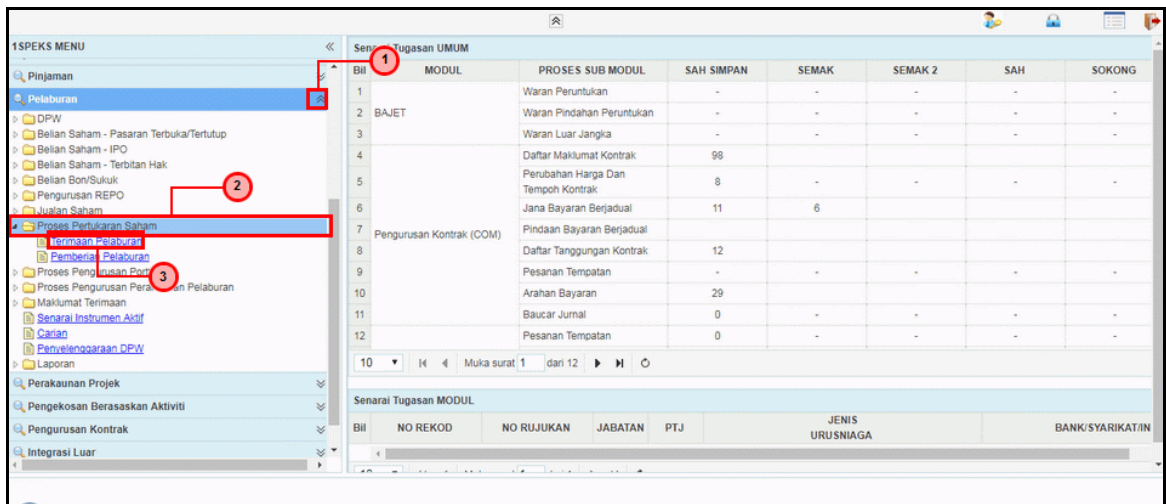 1SPEKS MENU
Pinjaman
Pelaburan
DPW
Belian Saham - Pasaran Terbuka/Tertutup
Belian Saham - IPO
Belian Saham - Terbitan Hak
Belian Bon/Sukuk
Pengurusan REPO
Jualan Saham
Proses Pertukaran Saham
Terimaan Pelaburan
Pemberian Pelaburan
Proses Pengurusan
Proses Pengurusan Pelaburan
Maklumat Terimaan
Senarai Instrumen Aktif
Carian
Penyelenggaraan DPW
Laporan
Perakaunan Projek
Pengekosan Berasaskan Aktiviti
Pengurusan Kontrak
Integrasi Luar
1
2
3
Tugasan UMUM
Bil MODUL PROSES SUB MODUL SAH SIMPAN SEMAK SEMAK 2 SAH SOKONG
1 BAJET Waran Peruntukan - - - - -
2 Waran Pindahan Peruntukan - - - - -
3 Waran Luar Jangka - - - - -
4 Pengurusan Kontrak (COM) Daftar Maklumat Kontrak 98
5 Perubahan Harga Dan Tempoh Kontrak 8 - - - -
6 Jana Bayaran Berjadual 11 6
7 Pindaan Bayaran Berjadual
8 Daftar Tanggungan Kontrak 12
9 Pesanan Tempatan - - - - -
10 Arahan Bayaran 29
11 Baucar Jurnal 0 - - - -
12 Pesanan Tempatan 0 - - - -
10 Muka surat 1 dari 12
Senarai Tugasan MODUL
Bil NO REKOD NO RUJUKAN JABATAN PTJ JENIS URUSNIAGA BANK/SYARIKAT/IN